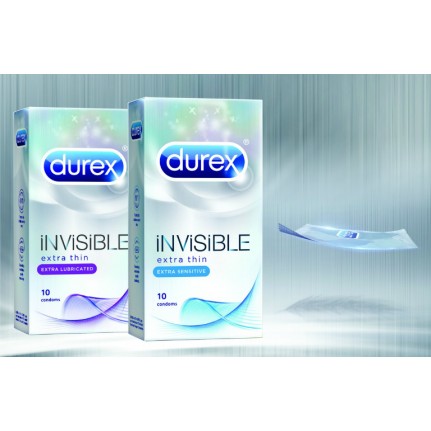 durex
iNViSiBLE
extra thin
EXTRA LUBRICATED
10
condoms
durex
iNViSiBLE
extra thin
EXTRA SENSITIVE
10
condoms